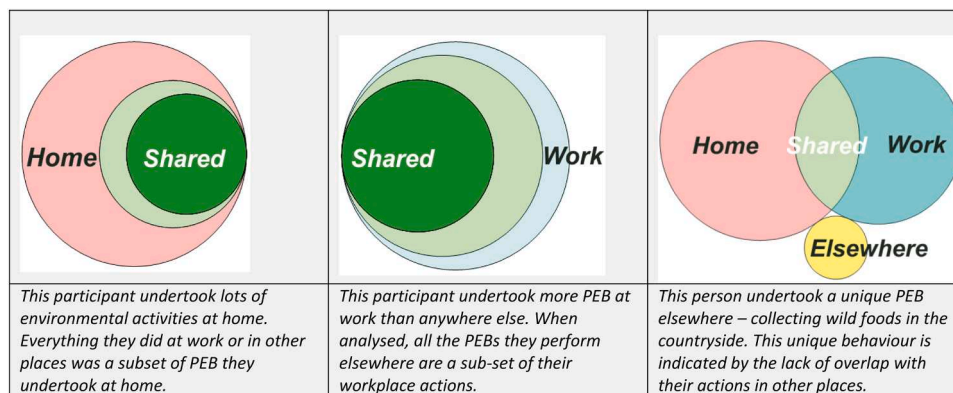 Home
Shared
Shared
Work
Home
Shared
Work
Elsewhere
This participant undertook lots of
environmental activities at home.
Everything they did at work or in other
places was a subset of PEB they
undertook at home.
This participant undertook more PEB at
work than anywhere else. When
analysed, all the PEBs they perform
elsewhere are a sub-set of their
workplace actions.
This person undertook a unique PEB
elsewhere – collecting wild foods in the
countryside. This unique behaviour is
indicated by the lack of overlap with
their actions in other places.